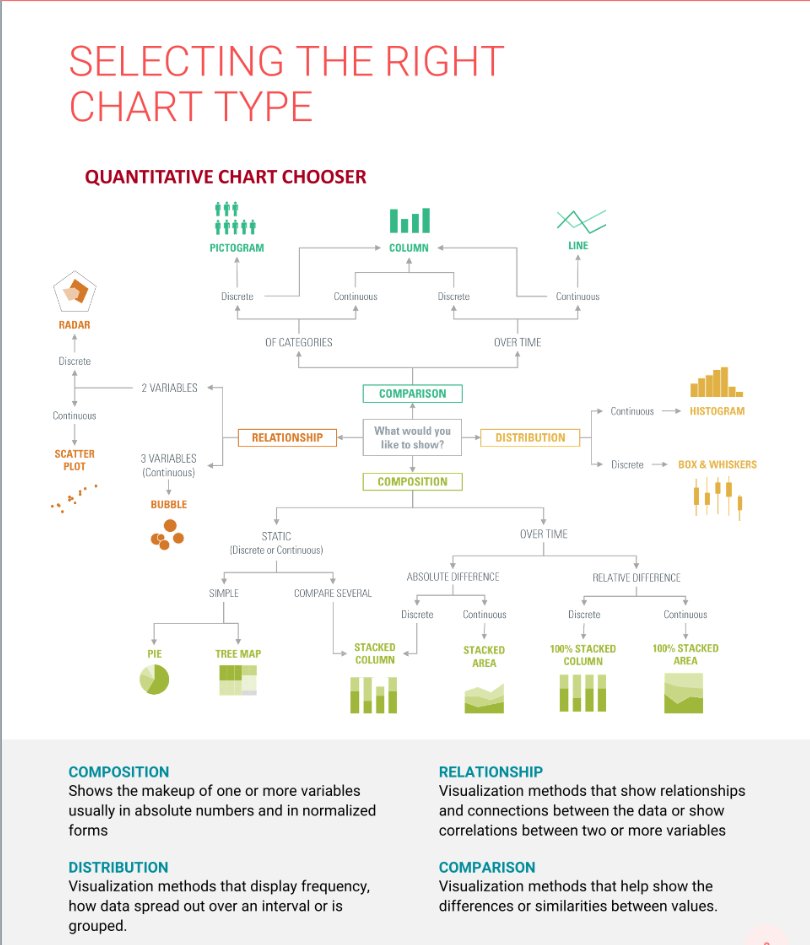 SELECTING THE RIGHT
CHART TYPE
QUANTITATIVE CHART CHOOSER
PICTOGRAM
COLUMN
LINE
Discrete
Continuous
Discrete
Continuous
OF CATEGORIES
OVER TIME
RADAR
Discrete
2 VARIABLES
Continuous
SCATTER
PLOT
3 VARIABLES
(Continuous)
BUBBLE
COMPARISON
RELATIONSHIP
What would you
like to show?
DISTRIBUTION
COMPOSITION
Continuous
HISTOGRAM
Discrete
BOX & WHISKERS
STATIC
(Discrete or Continuous)
OVER TIME
SIMPLE
COMPARE SEVERAL
ABSOLUTE DIFFERENCE
RELATIVE DIFFERENCE
Discrete
Continuous
Discrete
Continuous
PIE
TREE MAP
STACKED
COLUMN
STACKED
AREA
100% STACKED
COLUMN
100% STACKED
AREA
COMPOSITION
Shows the makeup of one or more variables
usually in absolute numbers and in normalized
forms
DISTRIBUTION
Visualization methods that display frequency,
how data spread out over an interval or is
grouped.
RELATIONSHIP
Visualization methods that show relationships
and connections between the data or show
correlations between two or more variables
COMPARISON
Visualization methods that help show the
differences or similarities between values.